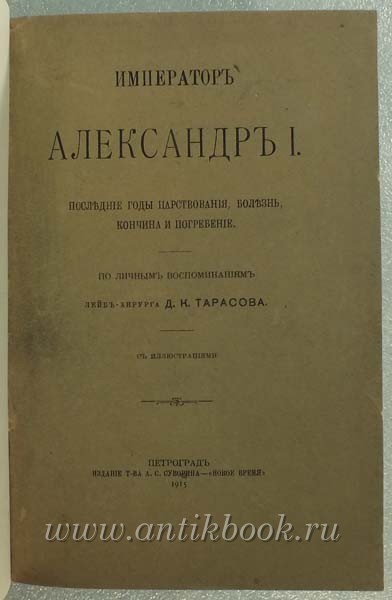 ИМПЕРАТОРЪ
АЛЕКСАНДРЪ I.
ПОСЛѢДНІЕ ГОДЫ ЦАРСТВОВАНІЯ, БОЛѢЗНЬ,
КОНЧИНА И ПОГРЕБЕНІЕ.
ПО ЛИЧНЫМЪ ВОСПОМИНАНІЯМЪ
ЛЕЙБЪ-ХИРУРГА Д. К. ТАРАСОВА.
СЪ ИЛЛЮСТРАЦІЯМИ
ПЕТРОГРАДЪ
ИЗДАНІЕ Т-ВА А. С. СУВОРИНА—«НОВОЕ ВРЕМЯ»
1915
www.antikbook.ru